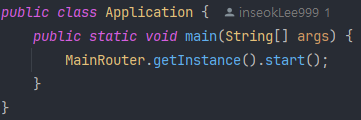 public class Application { inseokLee999 1
    public static void main(String[] args) {
        MainRouter.getInstance().start();
    }
}